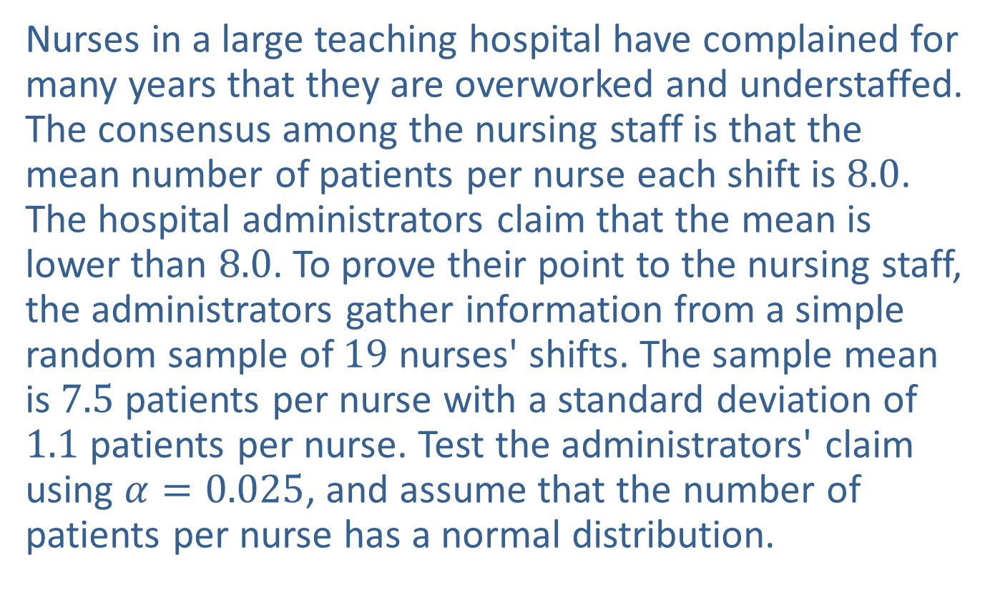 Nurses in a large teaching hospital have complained for
many years that they are overworked and understaffed.
The consensus among the nursing staff is that the
mean number of patients per nurse each shift is 8.0.
The hospital administrators claim that the mean is
lower than 8.0. To prove their point to the nursing staff,
the administrators gather information from a simple
random sample of 19 nurses' shifts. The sample mean
is 7.5 patients per nurse with a standard deviation of
1.1 patients per nurse. Test the administrators' claim
using α = 0.025, and assume that the number of
patients per nurse has a normal distribution.